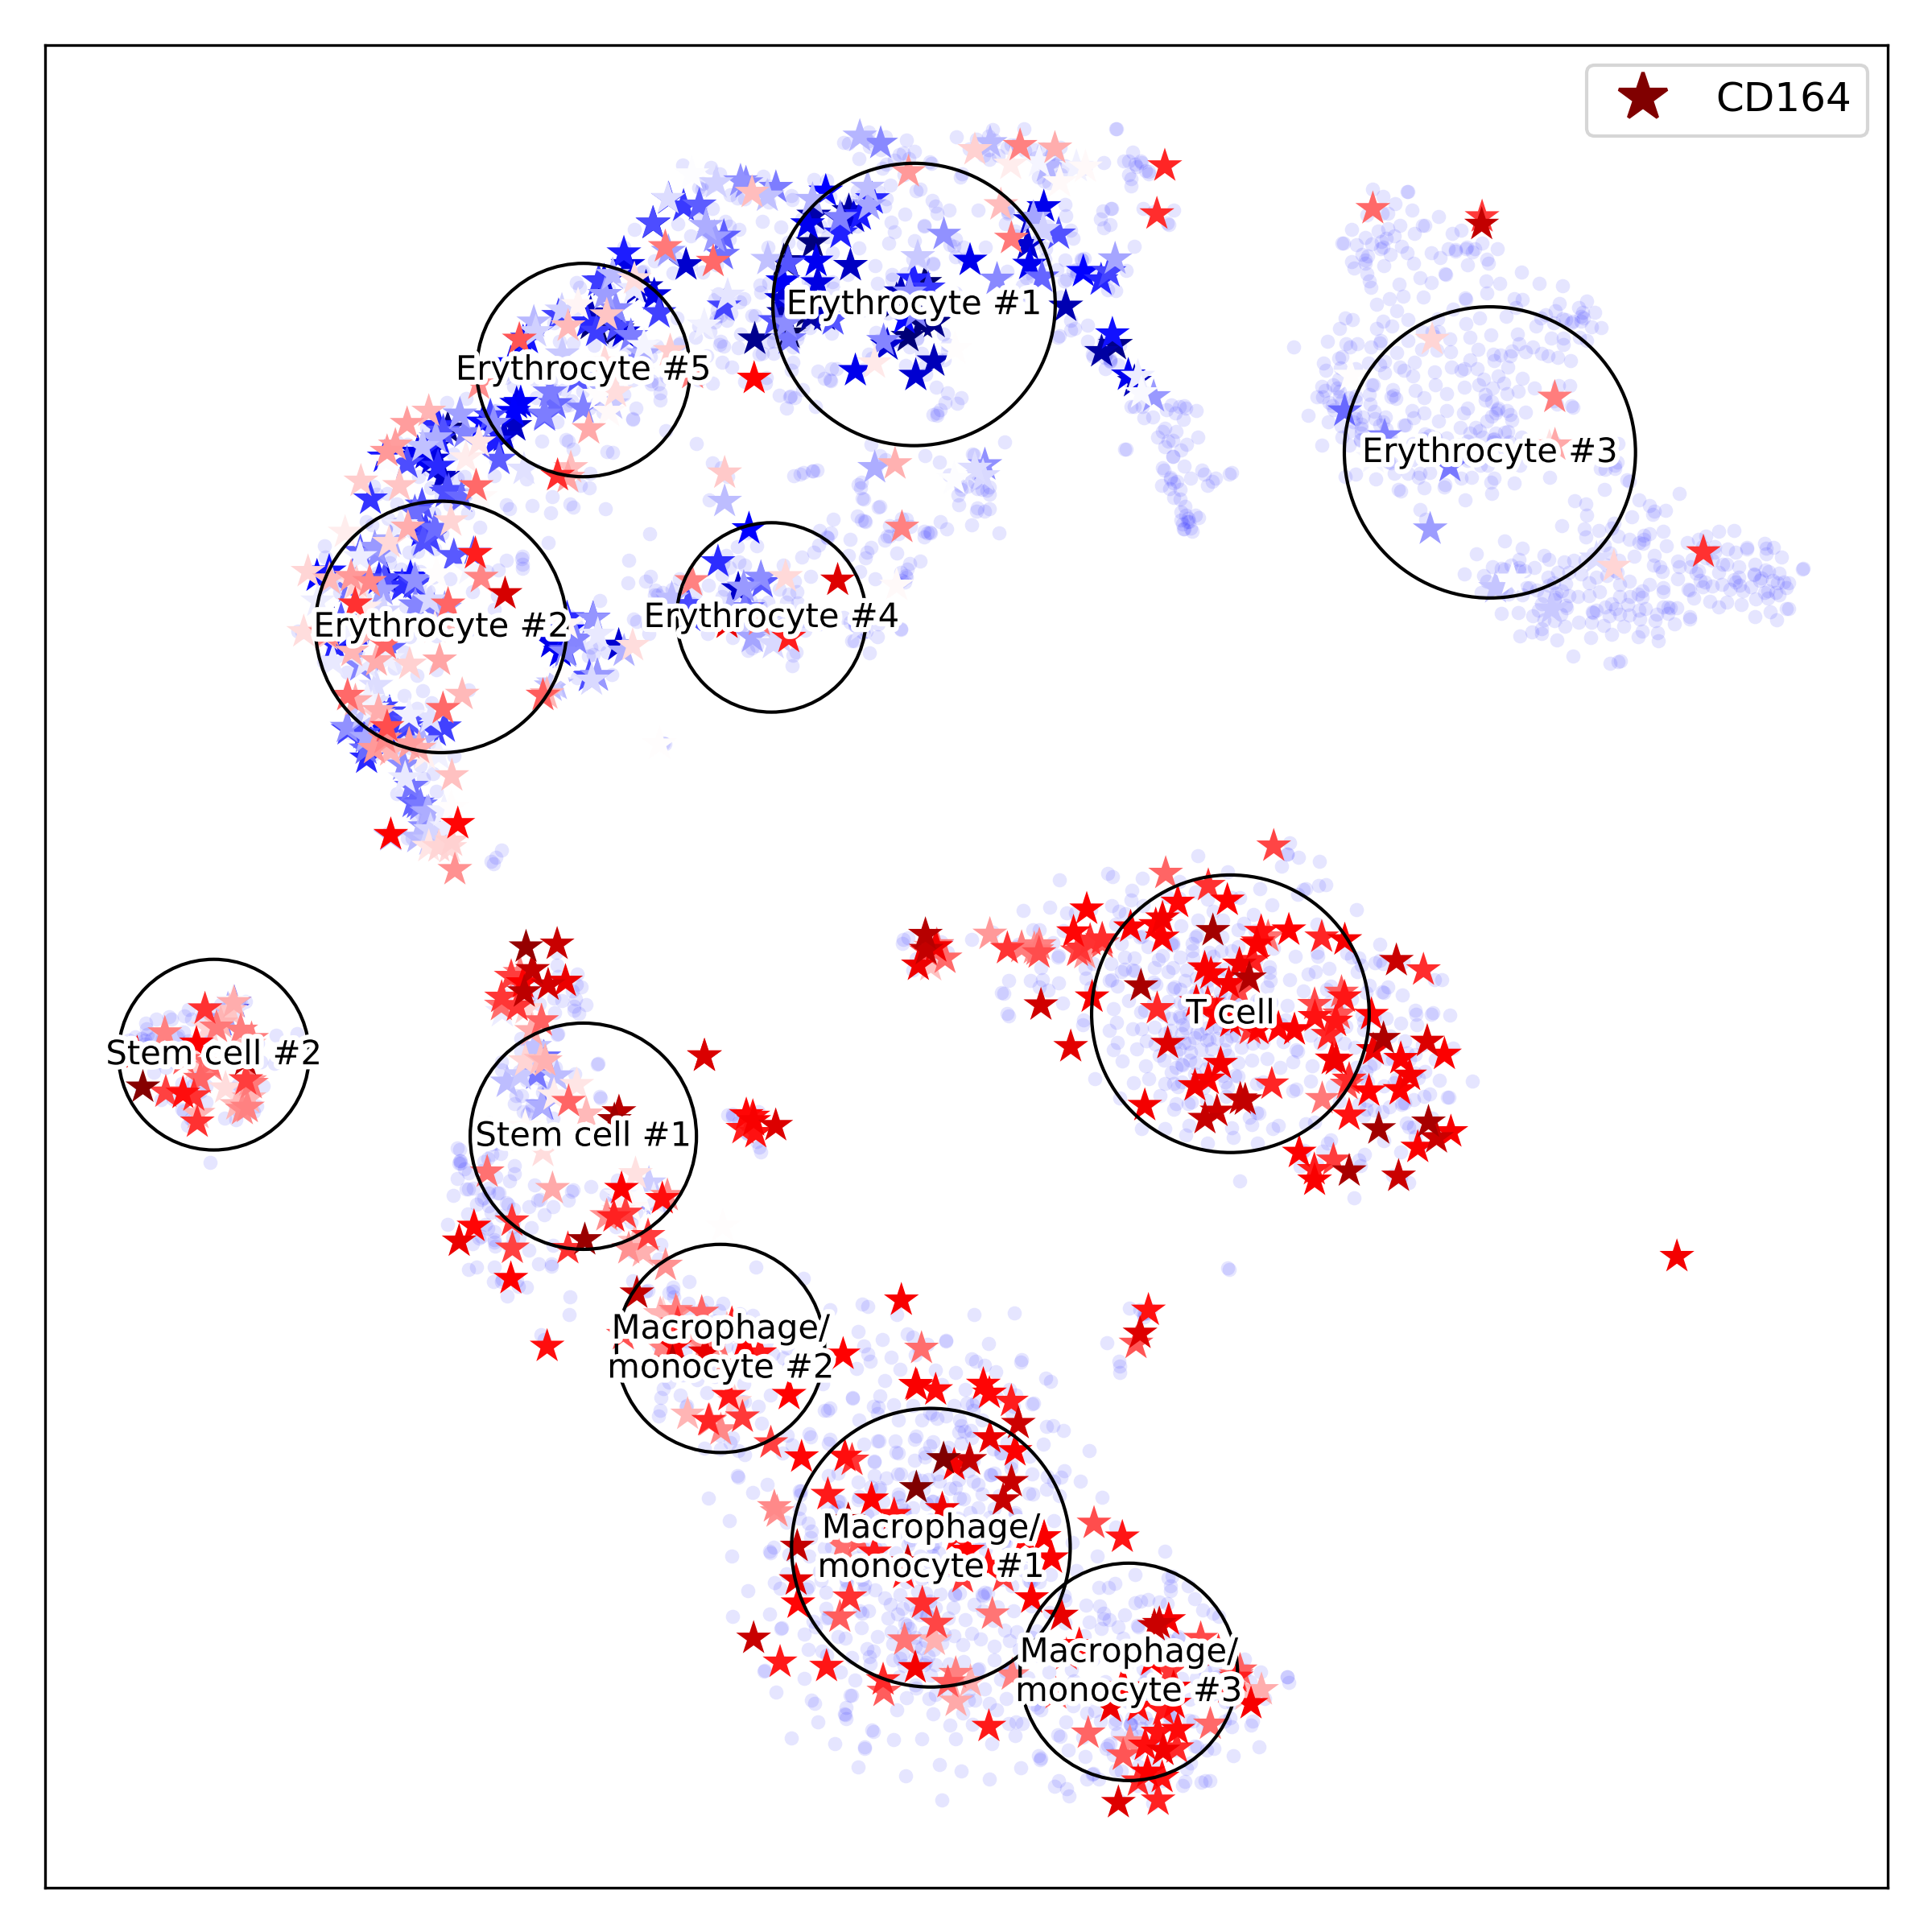 CD164
Erythrocyte #1
Erythrocyte #5
Erythrocyte #3
Erythrocyte #4
Erythrocyte #2
T cell
Stem cell #2
Stem cell #1
Macrophage/
monocyte #2
Macrophage/
monocyte #1
Macrophage/
monocyte #3